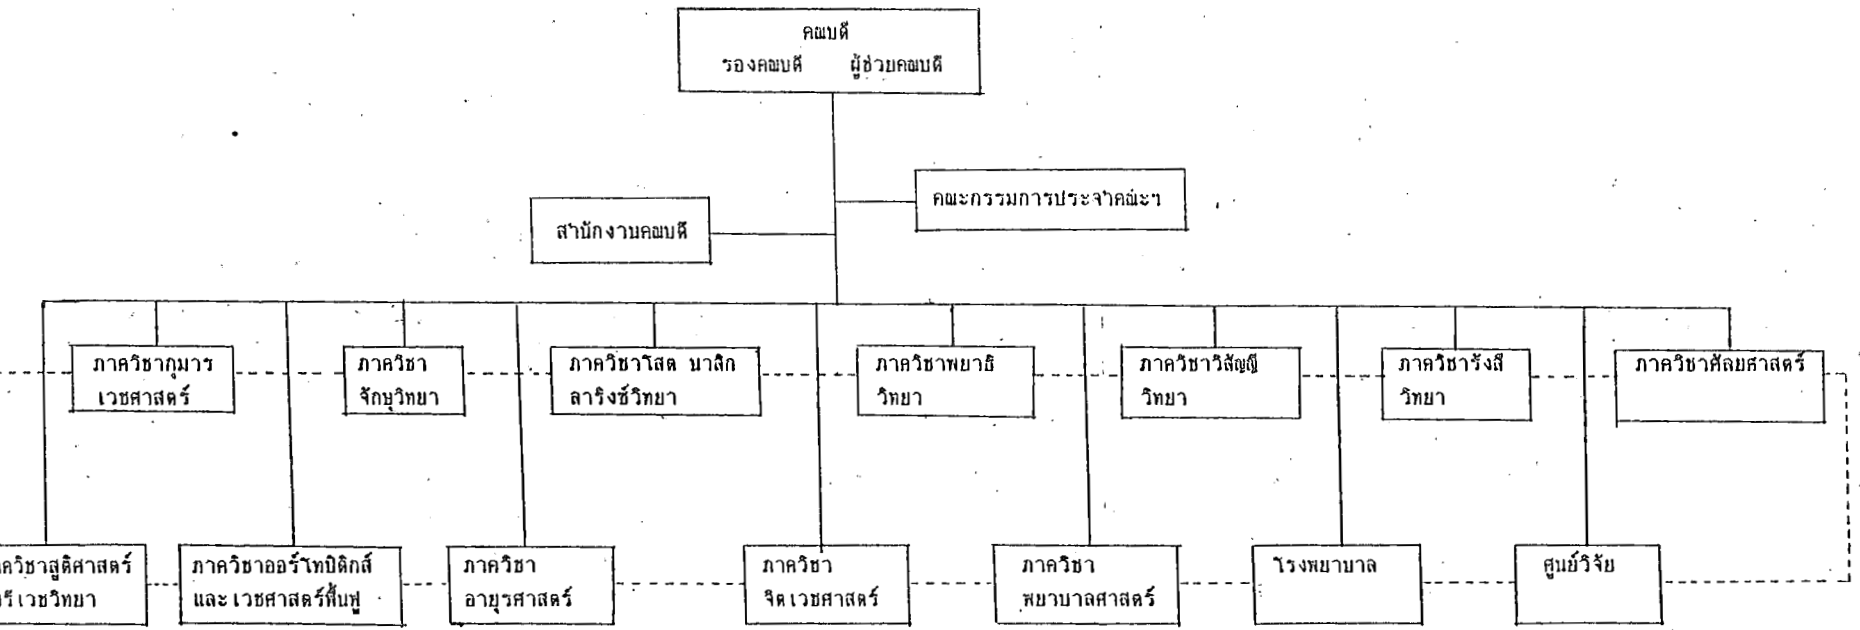 คณบดี
รองคณบดี ผู้ช่วยคณบดี
คณะกรรมการประจำคณะฯ
สำนักงานคณบดี
ภาควิชากุมาร
เวชศาสตร์
ภาควิชา
จักษุวิทยา
ภาควิชาโสต นาสิก
ลาริงซ์วิทยา
ภาควิชาพยาธิ
วิทยา
ภาควิชาวิสัญญี
วิทยา
ภาควิชารังสี
วิทยา
ภาควิชาศัลยศาสตร์
าควิชาสูติศาสตร์
รีเวชวิทยา
ภาควิชาออร์โทปิดิกส์
และเวชศาสตร์ฟื้นฟู
ภาควิชา
อายุรศาสตร์
ภาควิชา
จิตเวชศาสตร์
ภาควิชา
พยาบาลศาสตร์
โรงพยาบาล
ศูนย์วิจัย